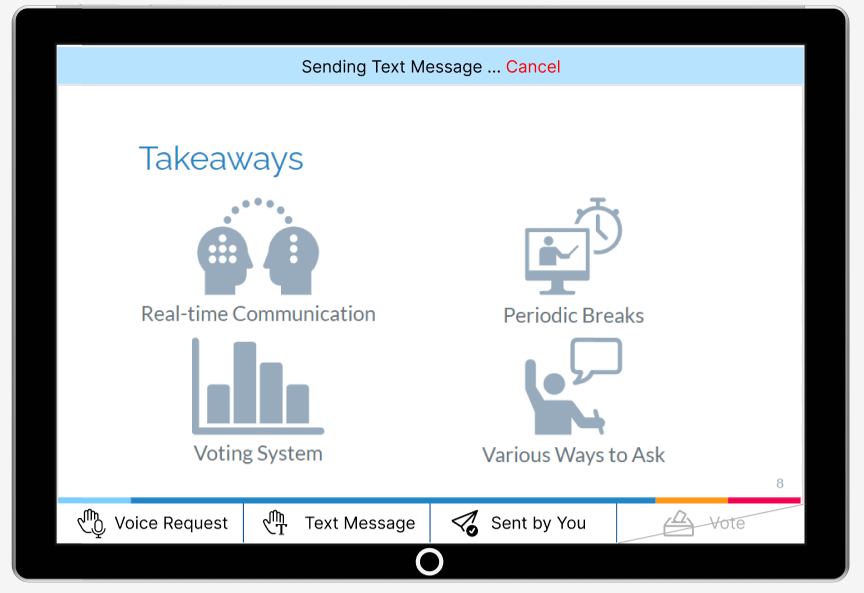 Sending Text Message ... Cancel
Takeaways
Real-time Communication
Periodic Breaks
Voting System
Various Ways to Ask
8
Voice Request
T
Text Message
Sent by You
Vote